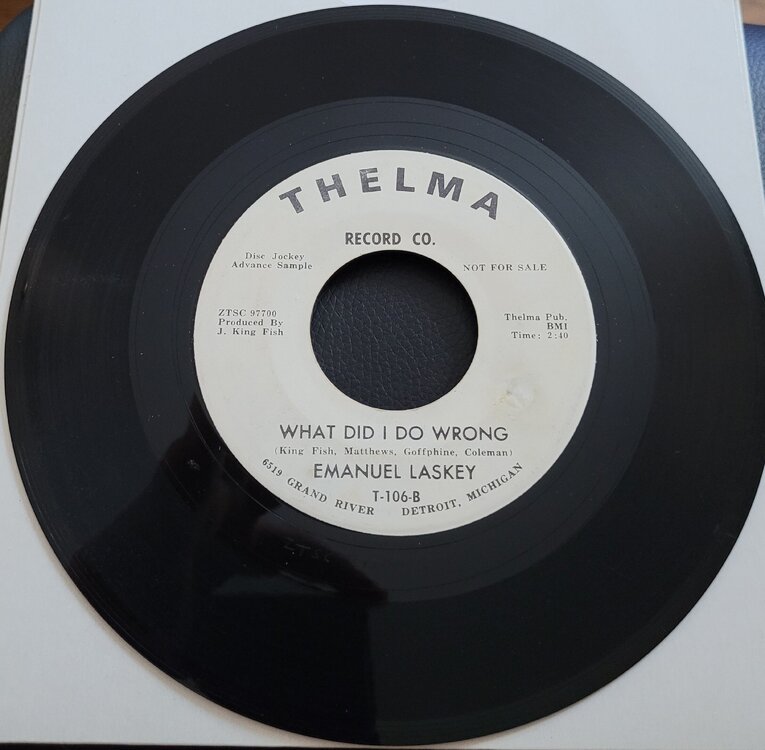 THELMA
RECORD CO.
Disc Jockey
Advance Sample
NOT FOR SALE
ZTSC 97700
Produced By
J. King Fish
Thelma Pub.
BMI
Time: 2:40
WHAT DID I DO WRONG
(King Fish, Matthews, Goffphine, Coleman)
EMANUEL LASKEY
T-106-B
6519 GRAND RIVER DETROIT, MICHIGAN